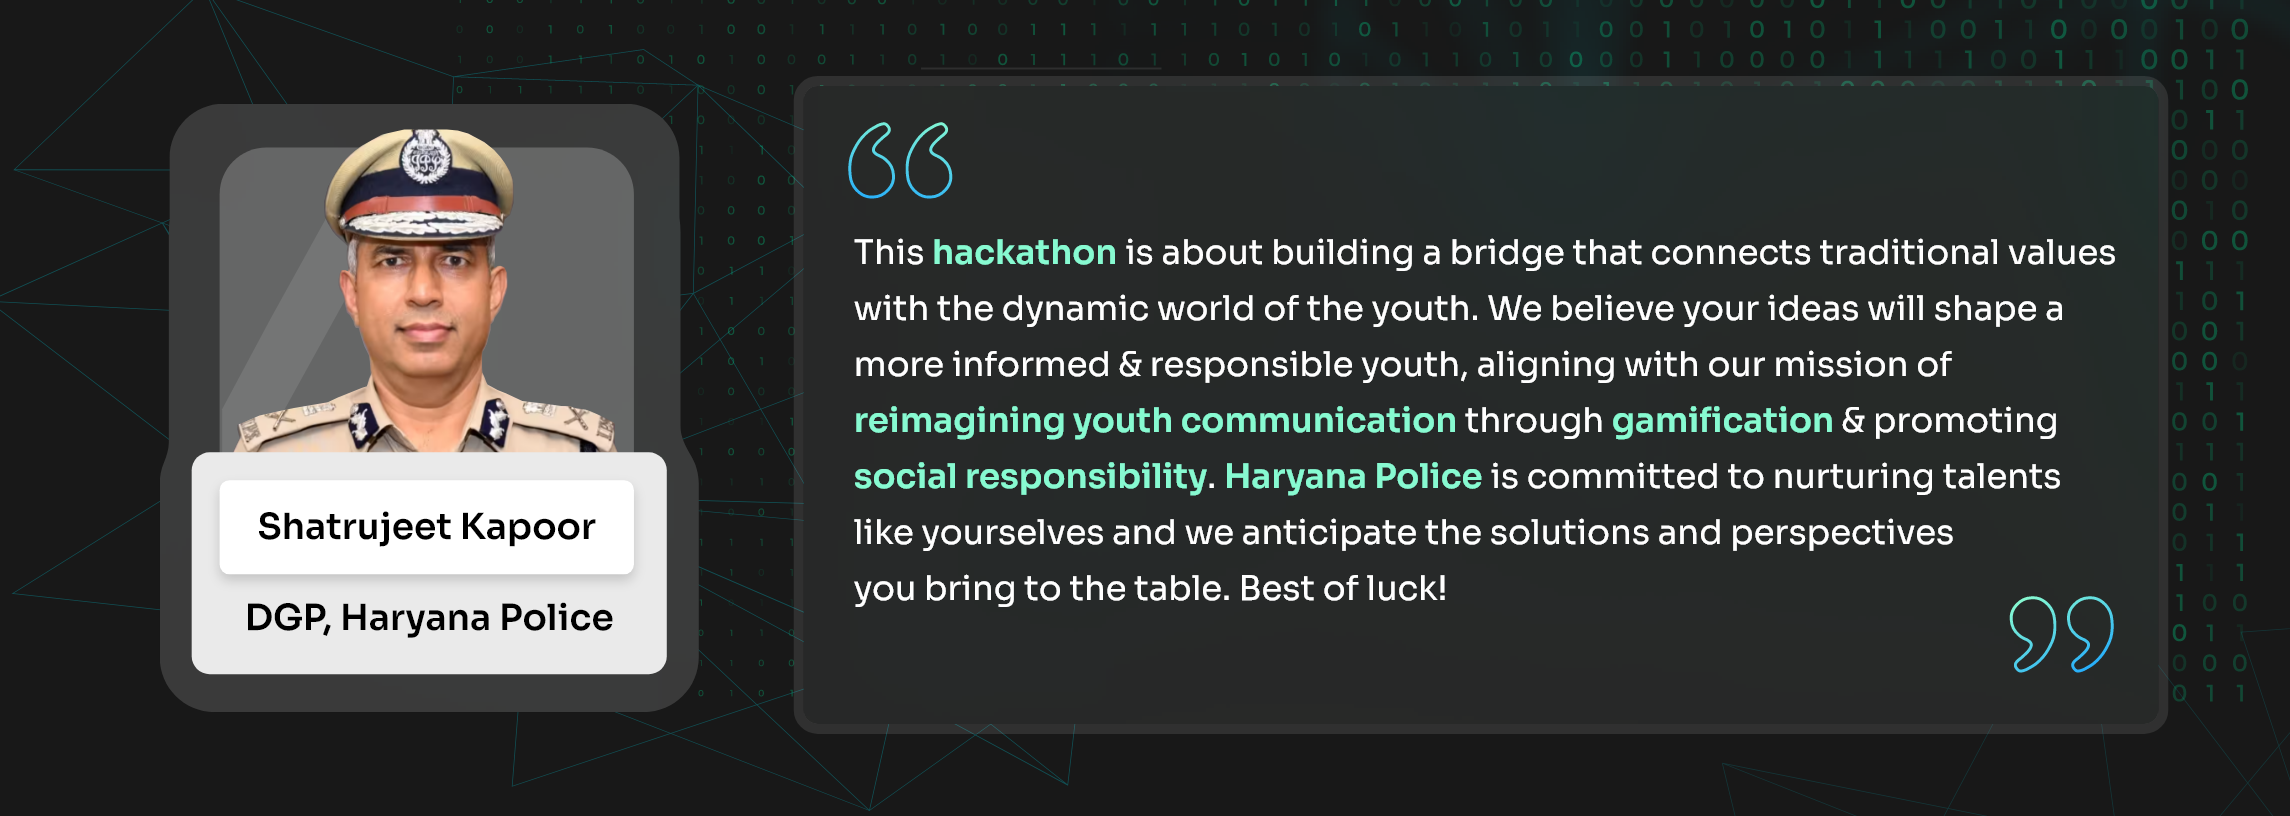 Shatrujeet Kapoor
DGP, Haryana Police
This hackathon is about building a bridge that connects traditional values
with the dynamic world of the youth. We believe your ideas will shape a
more informed & responsible youth, aligning with our mission of
reimagining youth communication through gamification & promoting
social responsibility. Haryana Police is committed to nurturing talents
like yourselves and we anticipate the solutions and perspectives
you bring to the table. Best of luck!